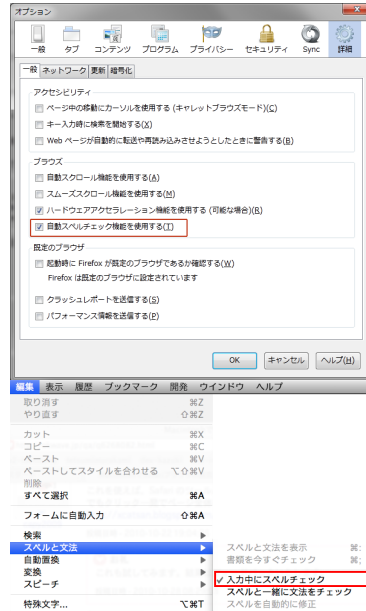 オプション
一般 タブ コンテンツ プログラム プライバシー セキュリティ Sync 詳細
一般 ネットワーク 更新 暗号化
アクセシビリティ
ページ中の移動にカーソルを使用する (キャレットブラウズモード)(C)
キー入力時に検索を開始する(X)
Web ページが自動的に転送や再読み込みさせようとしたときに警告する(B)
ブラウズ
自動スクロール機能を使用する(A)
スムーズスクロール機能を使用する(M)
ハードウェアアクセラレーション機能を使用する (可能な場合)(R)
自動スペルチェック機能を使用する(T)
既定のブラウザ
起動時に Firefox が既定のブラウザであるか確認する(W)
Firefox は既定のブラウザに設定されています
クラッシュレポートを送信する(S)
パフォーマンス情報を送信する(P)
OK キャンセル ヘルプ(H)
編集 表示 履歴 ブックマーク 開発 ウインドウ ヘルプ
取り消す ⌘Z
やり直す ⇧⌘Z
カット ⌘X
コピー ⌘C
ペースト ⌘V
ペーストしてスタイルを合わせる ⌥⇧⌘V
削除
すべて選択 ⌘A
フォームに自動入力 ⇧⌘A
検索
スペルと文法 スペルと文法を表示 ⌘:
自動置換 書類を今すぐチェック ⌘;
変換 ✓ 入力中にスペルチェック
スピーチ スペルと一緒に文法をチェック
特殊文字... ⌥⌘T スペルを自動的に修正